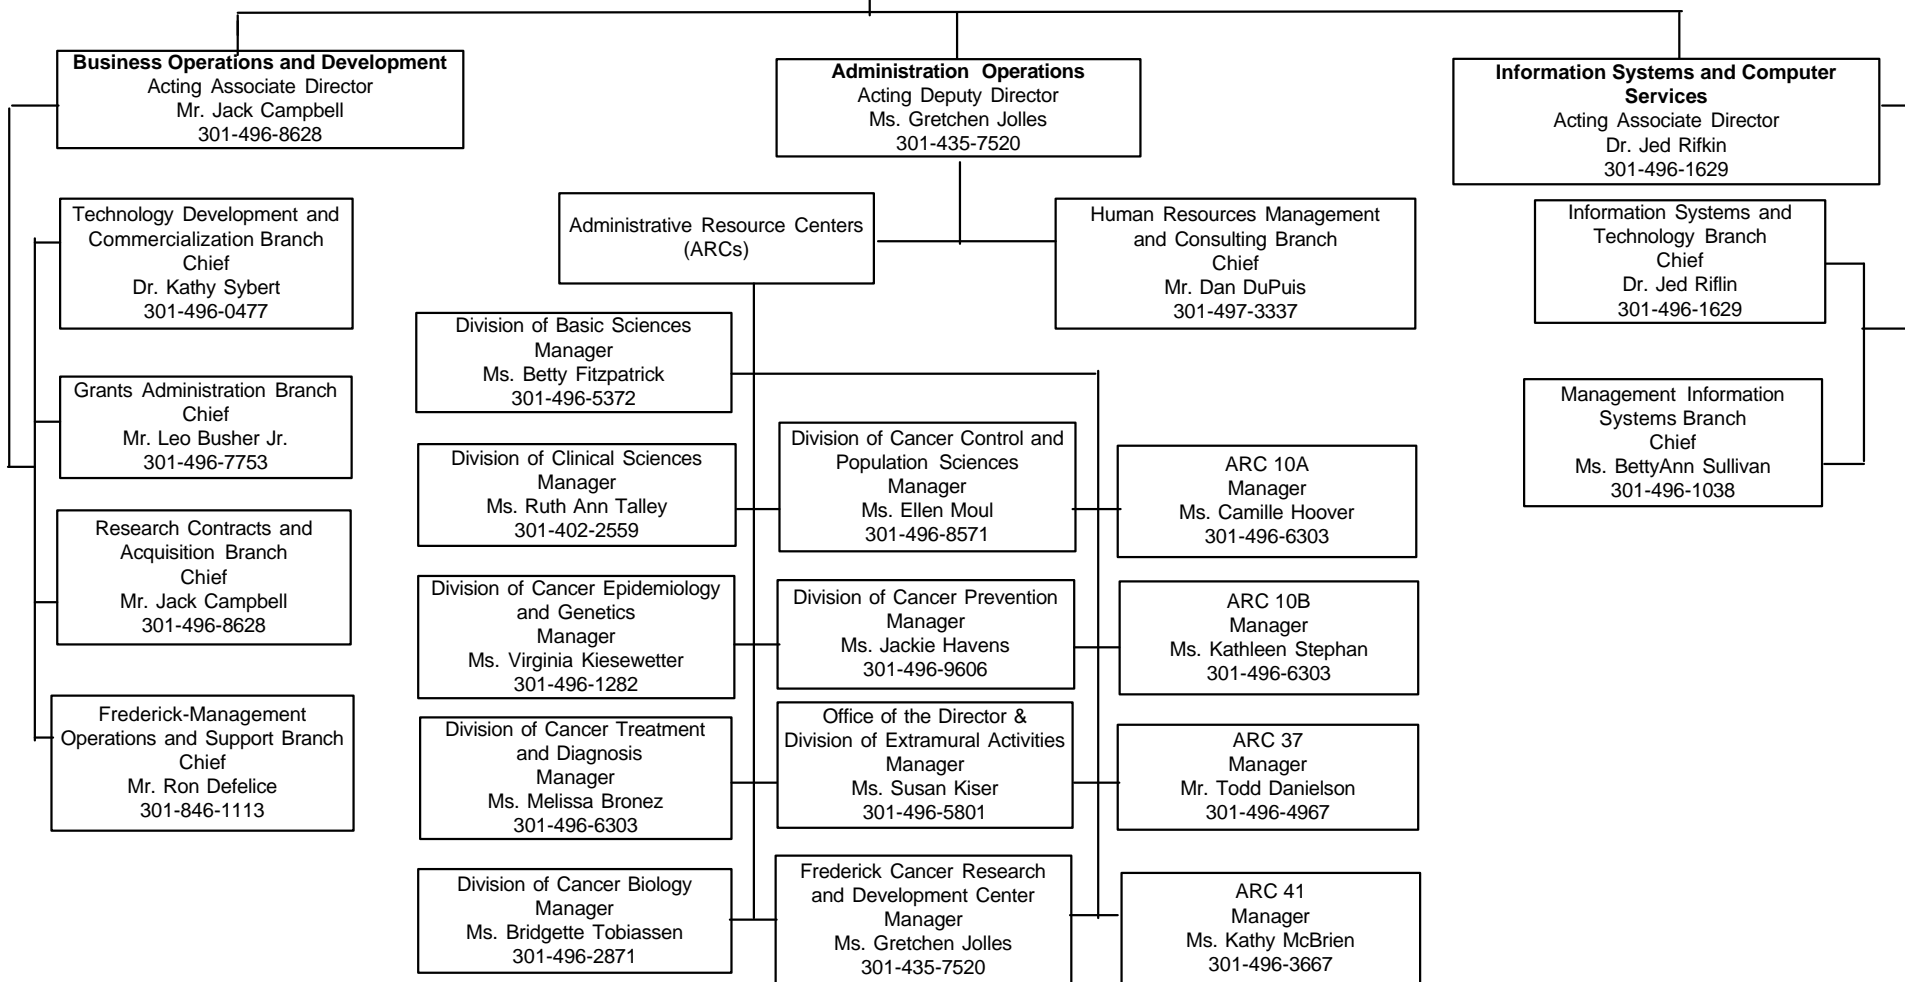 Business Operations and Development
Acting Associate Director
Mr. Jack Campbell
301-496-8628
Administration Operations
Acting Deputy Director
Ms. Gretchen Jolles
301-435-7520
Information Systems and Computer
Services
Acting Associate Director
Dr. Jed Rifkin
301-496-1629
Technology Development and
Commercialization Branch
Chief
Dr. Kathy Sybert
301-496-0477
Grants Administration Branch
Chief
Mr. Leo Busher Jr.
301-496-7753
Research Contracts and
Acquisition Branch
Chief
Mr. Jack Campbell
301-496-8628
Frederick-Management
Operations and Support Branch
Chief
Mr. Ron Defelice
301-846-1113
Administrative Resource Centers
(ARCs)
Human Resources Management
and Consulting Branch
Chief
Mr. Dan DuPuis
301-497-3337
Division of Basic Sciences
Manager
Ms. Betty Fitzpatrick
301-496-5372
Division of Clinical Sciences
Manager
Ms. Ruth Ann Talley
301-402-2559
Division of Cancer Epidemiology
and Genetics
Manager
Ms. Virginia Kiesewetter
301-496-1282
Division of Cancer Treatment
and Diagnosis
Manager
Ms. Melissa Bronez
301-496-6303
Division of Cancer Biology
Manager
Ms. Bridgette Tobiassen
301-496-2871
Division of Cancer Control and
Population Sciences
Manager
Ms. Ellen Moul
301-496-8571
Division of Cancer Prevention
Manager
Ms. Jackie Havens
301-496-9606
Office of the Director &
Division of Extramural Activities
Manager
Ms. Susan Kiser
301-496-5801
Frederick Cancer Research
and Development Center
Manager
Ms. Gretchen Jolles
301-435-7520
ARC 10A
Manager
Ms. Camille Hoover
301-496-6303
ARC 10B
Manager
Ms. Kathleen Stephan
301-496-6303
ARC 37
Manager
Mr. Todd Danielson
301-496-4967
ARC 41
Manager
Ms. Kathy McBrien
301-496-3667
Information Systems and
Technology Branch
Chief
Dr. Jed Riflin
301-496-1629
Management Information
Systems Branch
Chief
Ms. BettyAnn Sullivan
301-496-1038